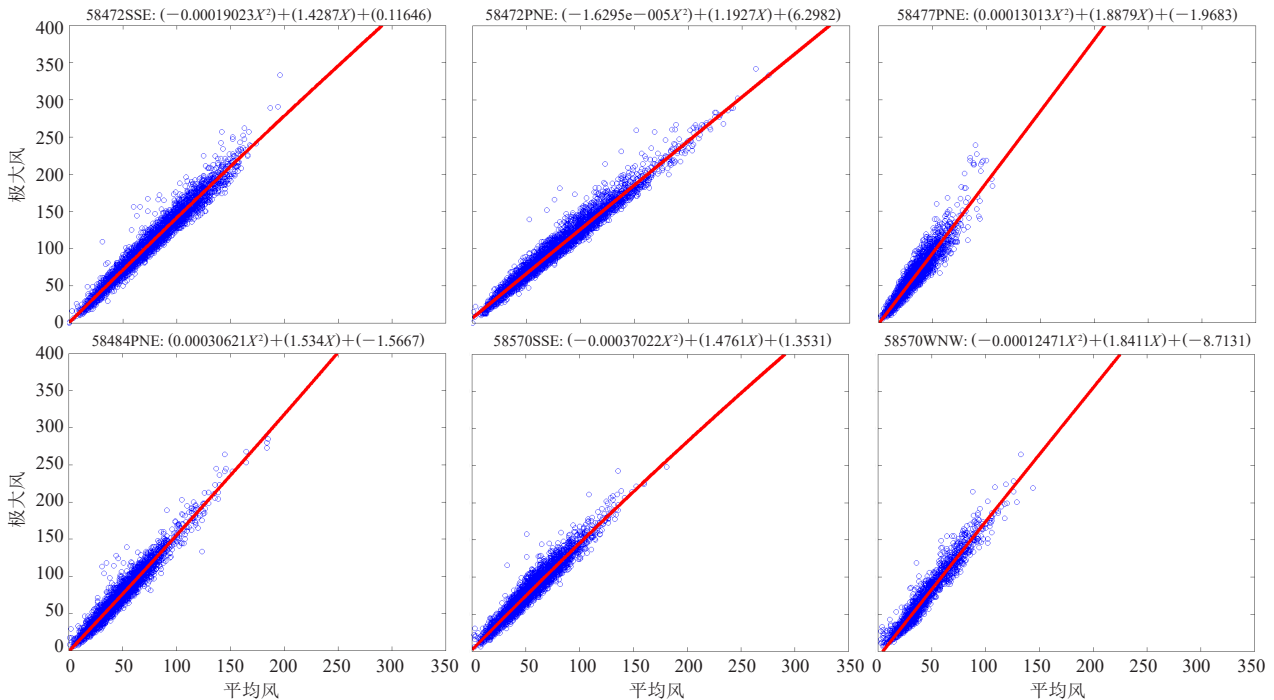 58472SSE: (−0.00019023X²)+(1.4287X)+(0.11646)
58472PNE: (−1.6295e−005X²)+(1.1927X)+(6.2982)
58477PNE: (0.00013013X²)+(1.8879X)+(−1.9683)
400
350
300
250
200
150
100
50
0
极大风
58484PNE: (0.00030621X²)+(1.534X)+(−1.5667)
58570SSE: (−0.00037022X²)+(1.4761X)+(1.3531)
58570WNW: (−0.00012471X²)+(1.8411X)+(−8.7131)
400
350
300
250
200
150
100
50
0
极大风
0 50 100 150 200 250 300 350
0 50 100 150 200 250 300 350
0 50 100 150 200 250 300 350
平均风
平均风
平均风